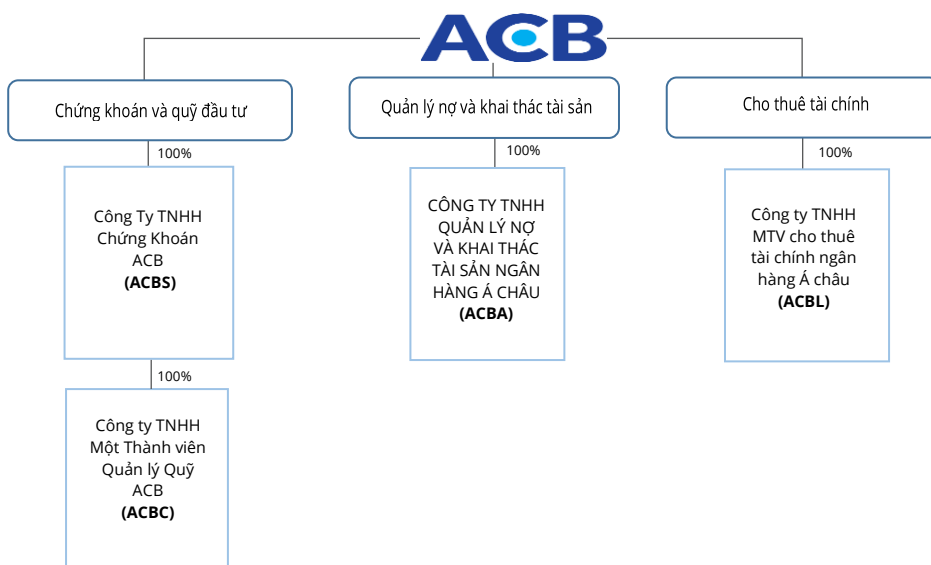 ACB
Chứng khoán và quỹ đầu tư
Quản lý nợ và khai thác tài sản
Cho thuê tài chính
100%
100%
100%
Công Ty TNHH
Chứng Khoán
ACB
(ACBS)
CÔNG TY TNHH
QUẢN LÝ NỢ
VÀ KHAI THÁC
TÀI SẢN NGÂN
HÀNG Á CHÂU
(ACBA)
Công ty TNHH
MTV cho thuê
tài chính ngân
hàng Á châu
(ACBL)
100%
Công ty TNHH
Một Thành viên
Quản lý Quỹ
ACB
(ACBC)